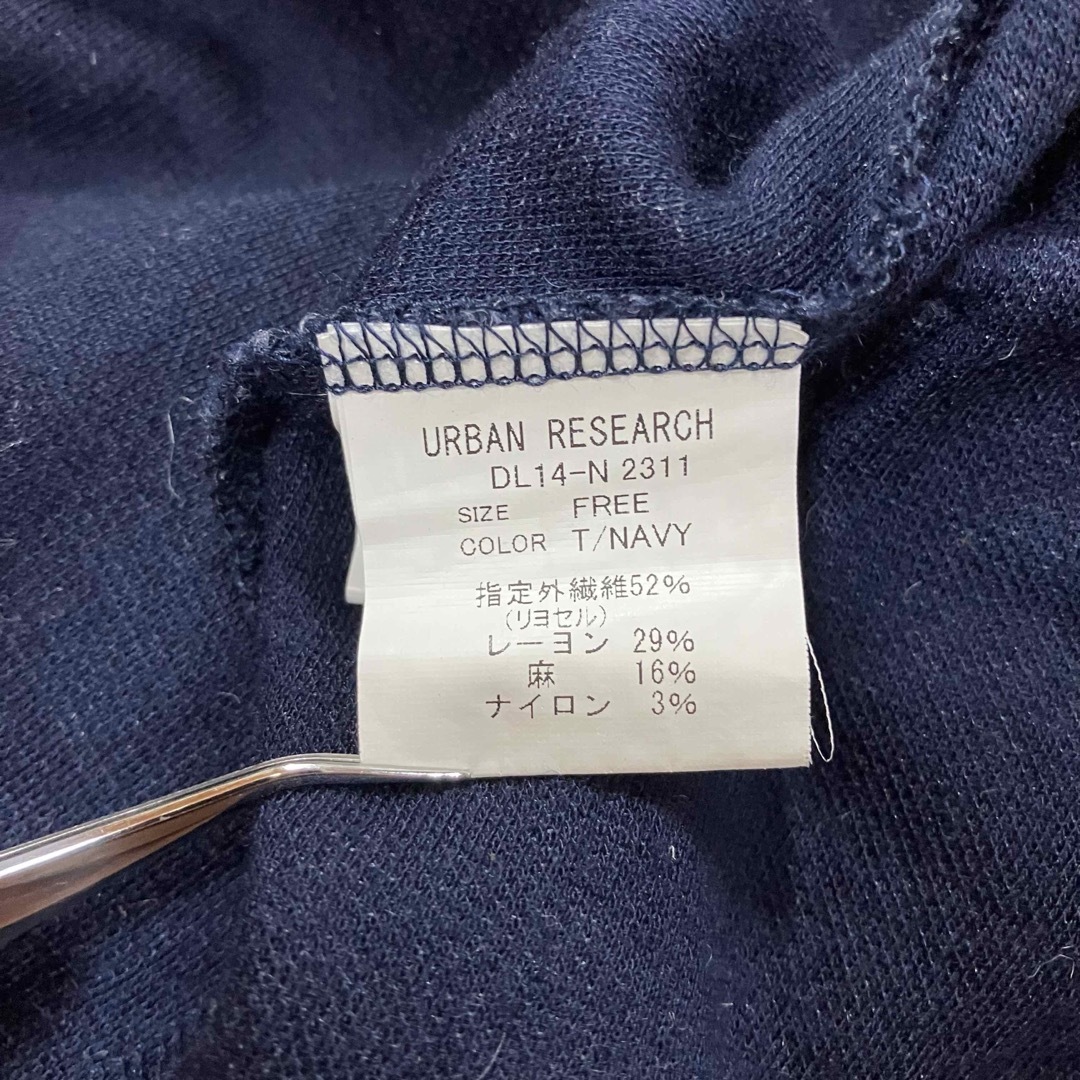 URBAN RESEARCH
DL14-N 2311
SIZE FREE
COLOR T/NAVY
指定外繊維52%
(リヨセル)
レーヨン 29%
麻 16%
ナイロン 3%